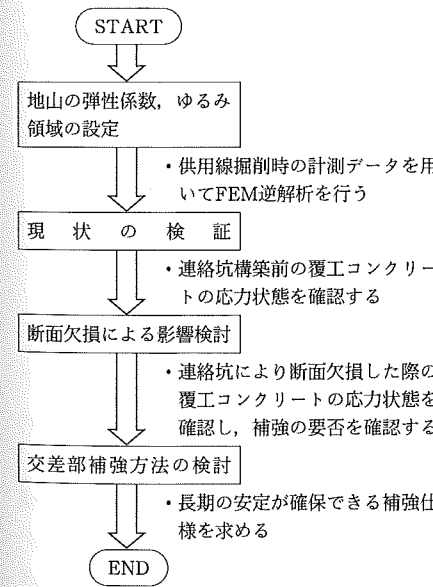 START
地山の弾性係数，ゆるみ
領域の設定
・供用線掘削時の計測データを用
いてFEM逆解析を行う
現状の検証
・連絡坑構築前の覆工コンクリー
トの応力状態を確認する
断面欠損による影響検討
・連絡坑により断面欠損した際の
覆工コンクリートの応力状態を
確認し，補強の要否を確認する
交差部補強方法の検討
・長期の安定が確保できる補強仕
様を求める
END